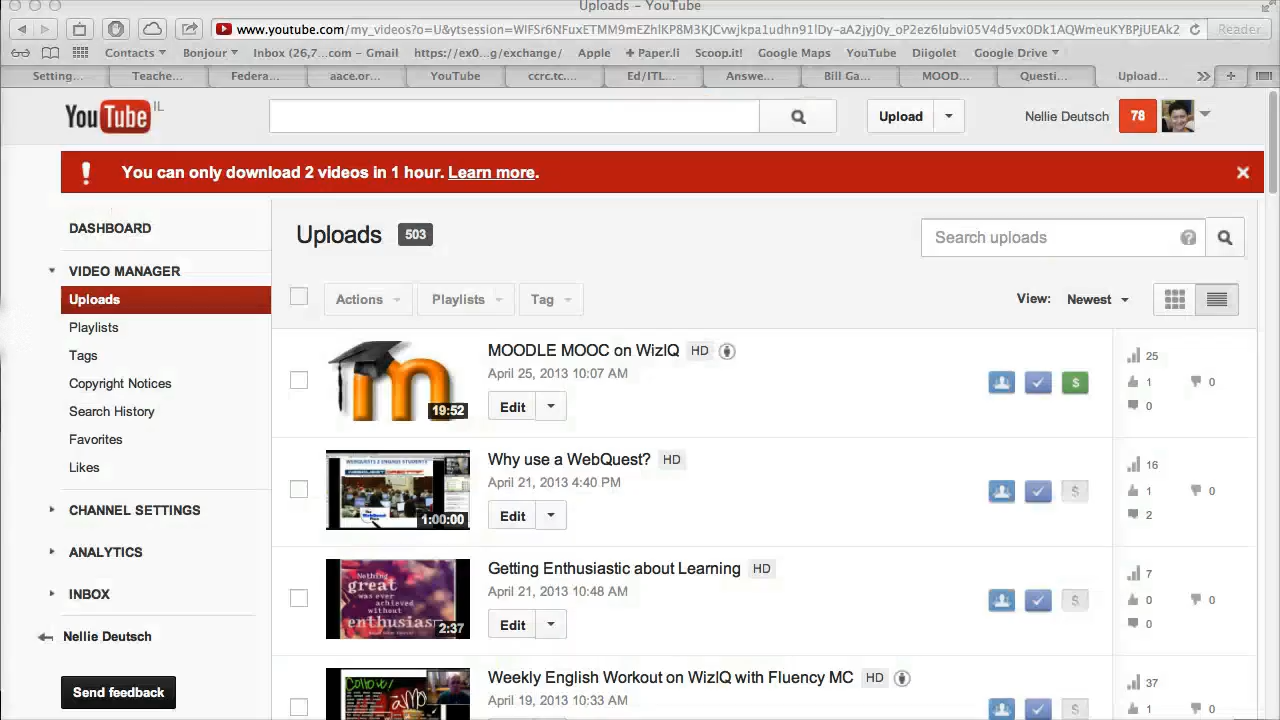 Uploads – YouTube
www.youtube.com/my_videos?o=U&ytsession=
Reader
Contacts
Bonjour
Inbox (26,7...com – Gmail
https://ex0...g/exchange/
Apple
+ Paper.li
Scoop.it!
Google Maps
YouTube
Diigolet
Google Drive
Setting...
Teache...
Federa...
aace.or...
YouTube
ccrc.tc....
Ed/ITL...
Answe...
Bill Ga...
MOOD...
Questi...
Upload...
YouTube IL
Upload
Nellie Deutsch
78
You can only download 2 videos in 1 hour. Learn more.
DASHBOARD
VIDEO MANAGER
Uploads
Playlists
Tags
Copyright Notices
Search History
Favorites
Likes
CHANNEL SETTINGS
ANALYTICS
INBOX
Nellie Deutsch
Send feedback
Uploads 503
Search uploads
Actions
Playlists
Tag
View:
Newest
MOODLE MOOC on WizIQ HD
April 25, 2013 10:07 AM
19:52
Edit
$
25
1
0
0
Why use a WebQuest? HD
April 21, 2013 4:40 PM
1:00:00
Edit
$
16
1
0
2
Getting Enthusiastic about Learning HD
April 21, 2013 10:48 AM
Nothing
great
was ever
achieved
without
enthusias
2:37
Edit
$
7
0
0
0
Weekly English Workout on WizIQ with Fluency MC HD
April 19, 2013 10:33 AM
37
1
0